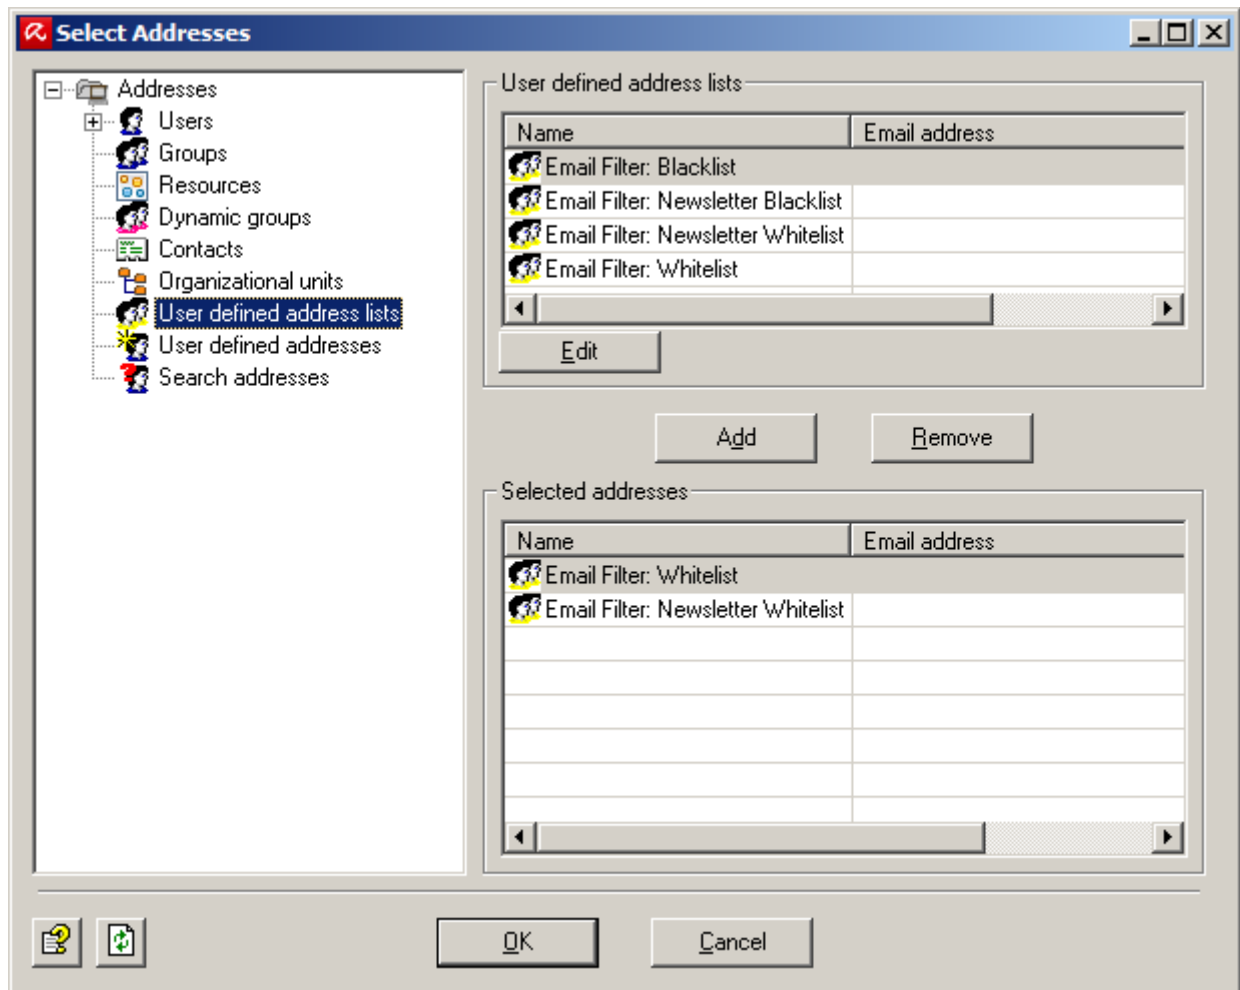 Select Addresses
Addresses
Users
Groups
Resources
Dynamic groups
Contacts
Organizational units
User defined address lists
User defined addresses
Search addresses
User defined address lists
Name Email address
Email Filter: Blacklist
Email Filter: Newsletter Blacklist
Email Filter: Newsletter Whitelist
Email Filter: Whitelist
Edit
Add Remove
Selected addresses
Name Email address
Email Filter: Whitelist
Email Filter: Newsletter Whitelist
OK Cancel